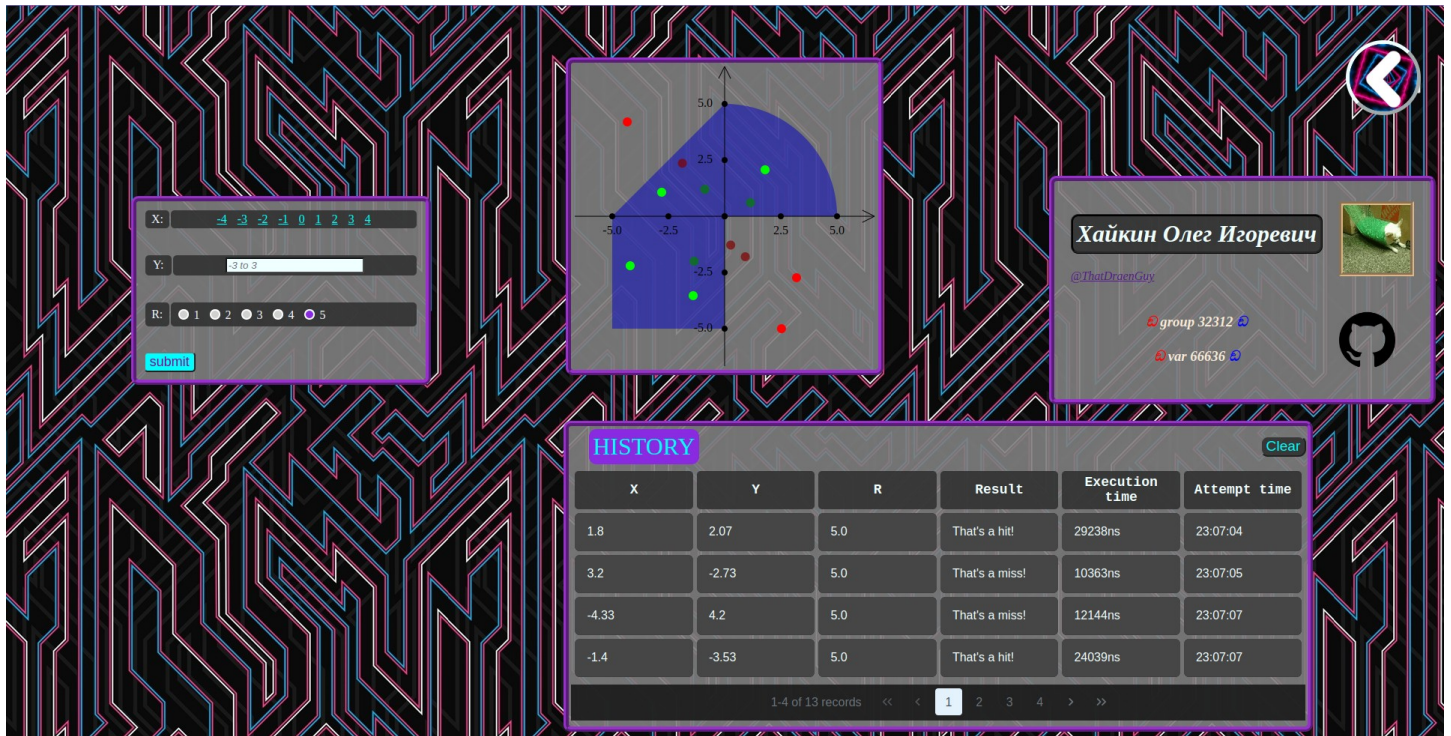 X: -4 -3 -2 -1 0 1 2 3 4
Y: -3 to 3
R: 1 2 3 4 5
submit
5.0
2.5
-5.0 -2.5 2.5 5.0
-2.5
-5.0
Хайкин Олег Игоревич
@ThatDraenGuy
group 32312
var 66636
HISTORY
Clear
X Y R Result Execution time Attempt time
1.8 2.07 5.0 That's a hit! 29238ns 23:07:04
3.2 -2.73 5.0 That's a miss! 10363ns 23:07:05
-4.33 4.2 5.0 That's a miss! 12144ns 23:07:07
-1.4 -3.53 5.0 That's a hit! 24039ns 23:07:07
1-4 of 13 records 1 2 3 4